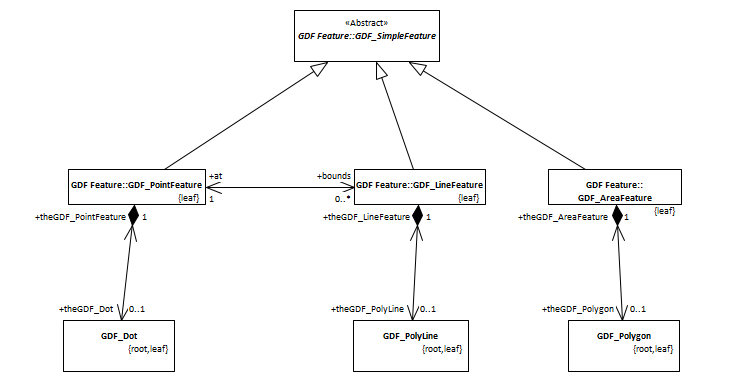 «Abstract»
GDF Feature::GDF_SimpleFeature
GDF Feature::GDF_PointFeature
{leaf}
+at
1
+bounds
0..*
GDF Feature::GDF_LineFeature
{leaf}
GDF Feature::
GDF_AreaFeature
{leaf}
+theGDF_PointFeature 1
+theGDF_LineFeature 1
+theGDF_AreaFeature 1
+theGDF_Dot 0..1
+theGDF_PolyLine 0..1
+theGDF_Polygon 0..1
GDF_Dot
{root,leaf}
GDF_PolyLine
{root,leaf}
GDF_Polygon
{root,leaf}